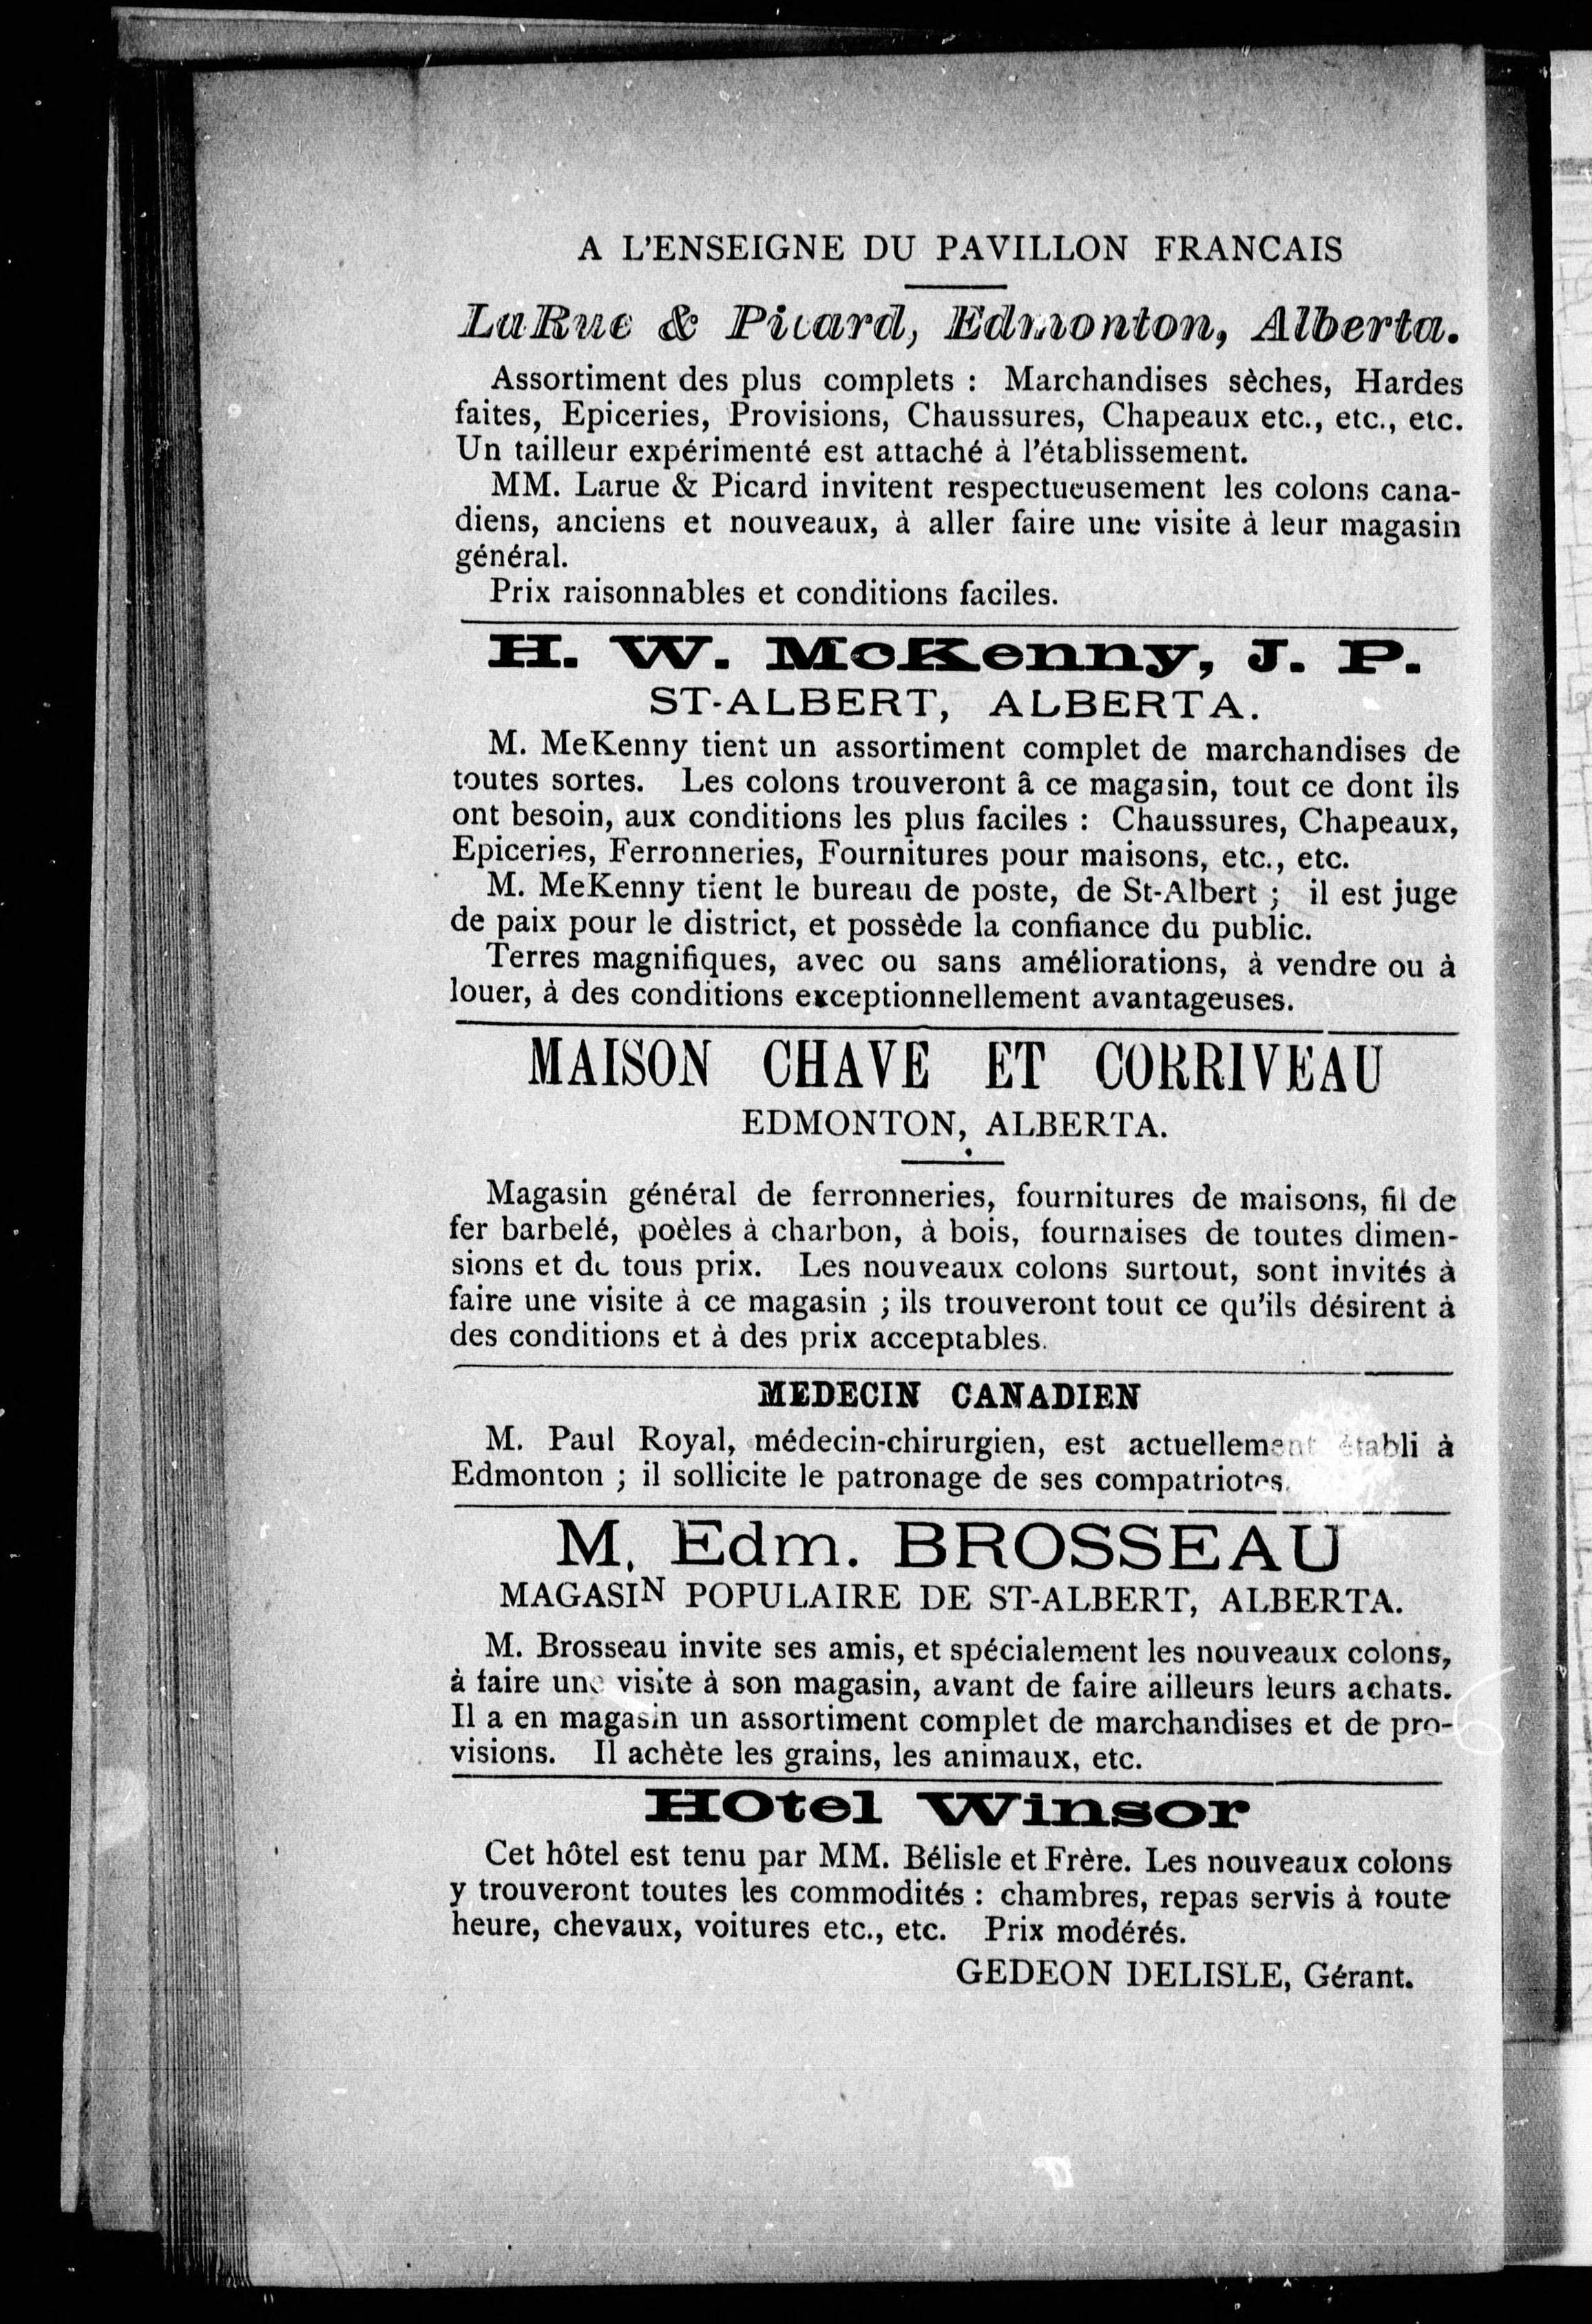 A L'ENSEIGNE DU PAVILLON FRANCAIS
LaRue & Picard, Edmonton, Alberta.
Assortiment des plus complets : Marchandises sèches, Hardes
faites, Epiceries, Provisions, Chaussures, Chapeaux etc., etc., etc.
Un tailleur expérimenté est attaché à l'établissement.
MM. Larue & Picard invitent respectueusement les colons cana-
diens, anciens et nouveaux, à aller faire une visite à leur magasin
général.
Prix raisonnables et conditions faciles.
H. W. McKenny, J. P.
ST-ALBERT, ALBERTA.
M. MeKenny tient un assortiment complet de marchandises de
toutes sortes. Les colons trouveront â ce magasin, tout ce dont ils
ont besoin, aux conditions les plus faciles : Chaussures, Chapeaux,
Epiceries, Ferronneries, Fournitures pour maisons, etc., etc.
M. MeKenny tient le bureau de poste, de St-Albert ; il est juge
de paix pour le district, et possède la confiance du public.
Terres magnifiques, avec ou sans améliorations, à vendre ou à
louer, à des conditions exceptionnellement avantageuses.
MAISON CHAVE ET CORRIVEAU
EDMONTON, ALBERTA.
Magasin général de ferronneries, fournitures de maisons, fil de
fer barbelé, poèles à charbon, à bois, fournaises de toutes dimen-
sions et de tous prix. Les nouveaux colons surtout, sont invités à
faire une visite à ce magasin ; ils trouveront tout ce qu'ils désirent à
des conditions et à des prix acceptables.
MEDECIN CANADIEN
M. Paul Royal, médecin-chirurgien, est actuellement établi à
Edmonton ; il sollicite le patronage de ses compatriotes.
M. Edm. BROSSEAU
MAGASIN POPULAIRE DE ST-ALBERT, ALBERTA.
M. Brosseau invite ses amis, et spécialement les nouveaux colons,
à faire une visite à son magasin, avant de faire ailleurs leurs achats.
Il a en magasin un assortiment complet de marchandises et de pro-
visions. Il achète les grains, les animaux, etc.
HOtel Winsor
Cet hôtel est tenu par MM. Bélisle et Frère. Les nouveaux colons
y trouveront toutes les commodités : chambres, repas servis à toute
heure, chevaux, voitures etc., etc. Prix modérés.
GEDEON DELISLE, Gérant.